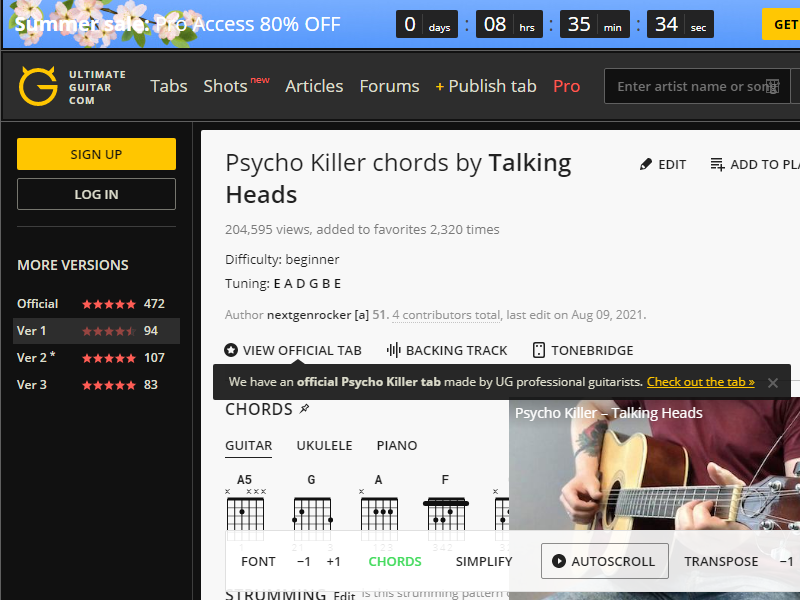 Summer sale: Pro Access 80% OFF
0 days : 08 hrs : 35 min : 34 sec
GET
ULTIMATE
GUITAR
COM
Tabs Shots new Articles Forums + Publish tab Pro
Enter artist name or song
SIGN UP
LOG IN
MORE VERSIONS
Official 472
Ver 1 94
Ver 2 * 107
Ver 3 83
Psycho Killer chords by Talking
Heads
EDIT ADD TO PLA
204,595 views, added to favorites 2,320 times
Difficulty: beginner
Tuning: E A D G B E
Author nextgenrocker [a] 51. 4 contributors total, last edit on Aug 09, 2021.
VIEW OFFICIAL TAB BACKING TRACK TONEBRIDGE
We have an official Psycho Killer tab made by UG professional guitarists. Check out the tab » ×
CHORDS
Psycho Killer – Talking Heads
GUITAR UKULELE PIANO
A5 G A F
x x x x x x
FONT −1 +1 CHORDS SIMPLIFY AUTOSCROLL TRANSPOSE −1
STRUMMING Edit Is this strumming pattern c